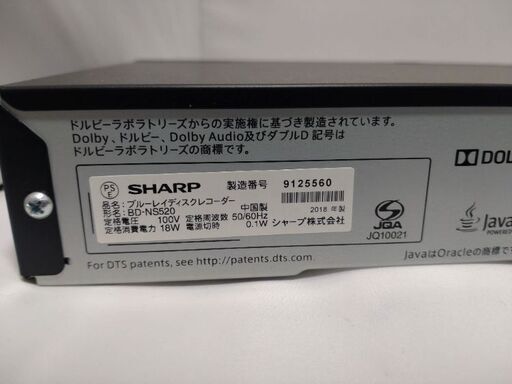 ドルビーラボラトリーズからの実施権に基づき製造されています。
Dolby、ドルビー、Dolby Audio及びダブルD 記号は
ドルビーラボラトリーズの商標です。
DOL
PS
E
SHARP 製造番号 9125560
品名:ブルーレイディスクレコーダー
形名:BD-NS520 中国製 2018 年製
定格電圧 100V 定格周波数 50/60Hz
定格消費電力 18W 電源切時 0.1W シャープ株式会社
JQA
JQ10021
Java
POWERED
For DTS patents, see http://patents.dts.com.
JavaはOracleの商標です